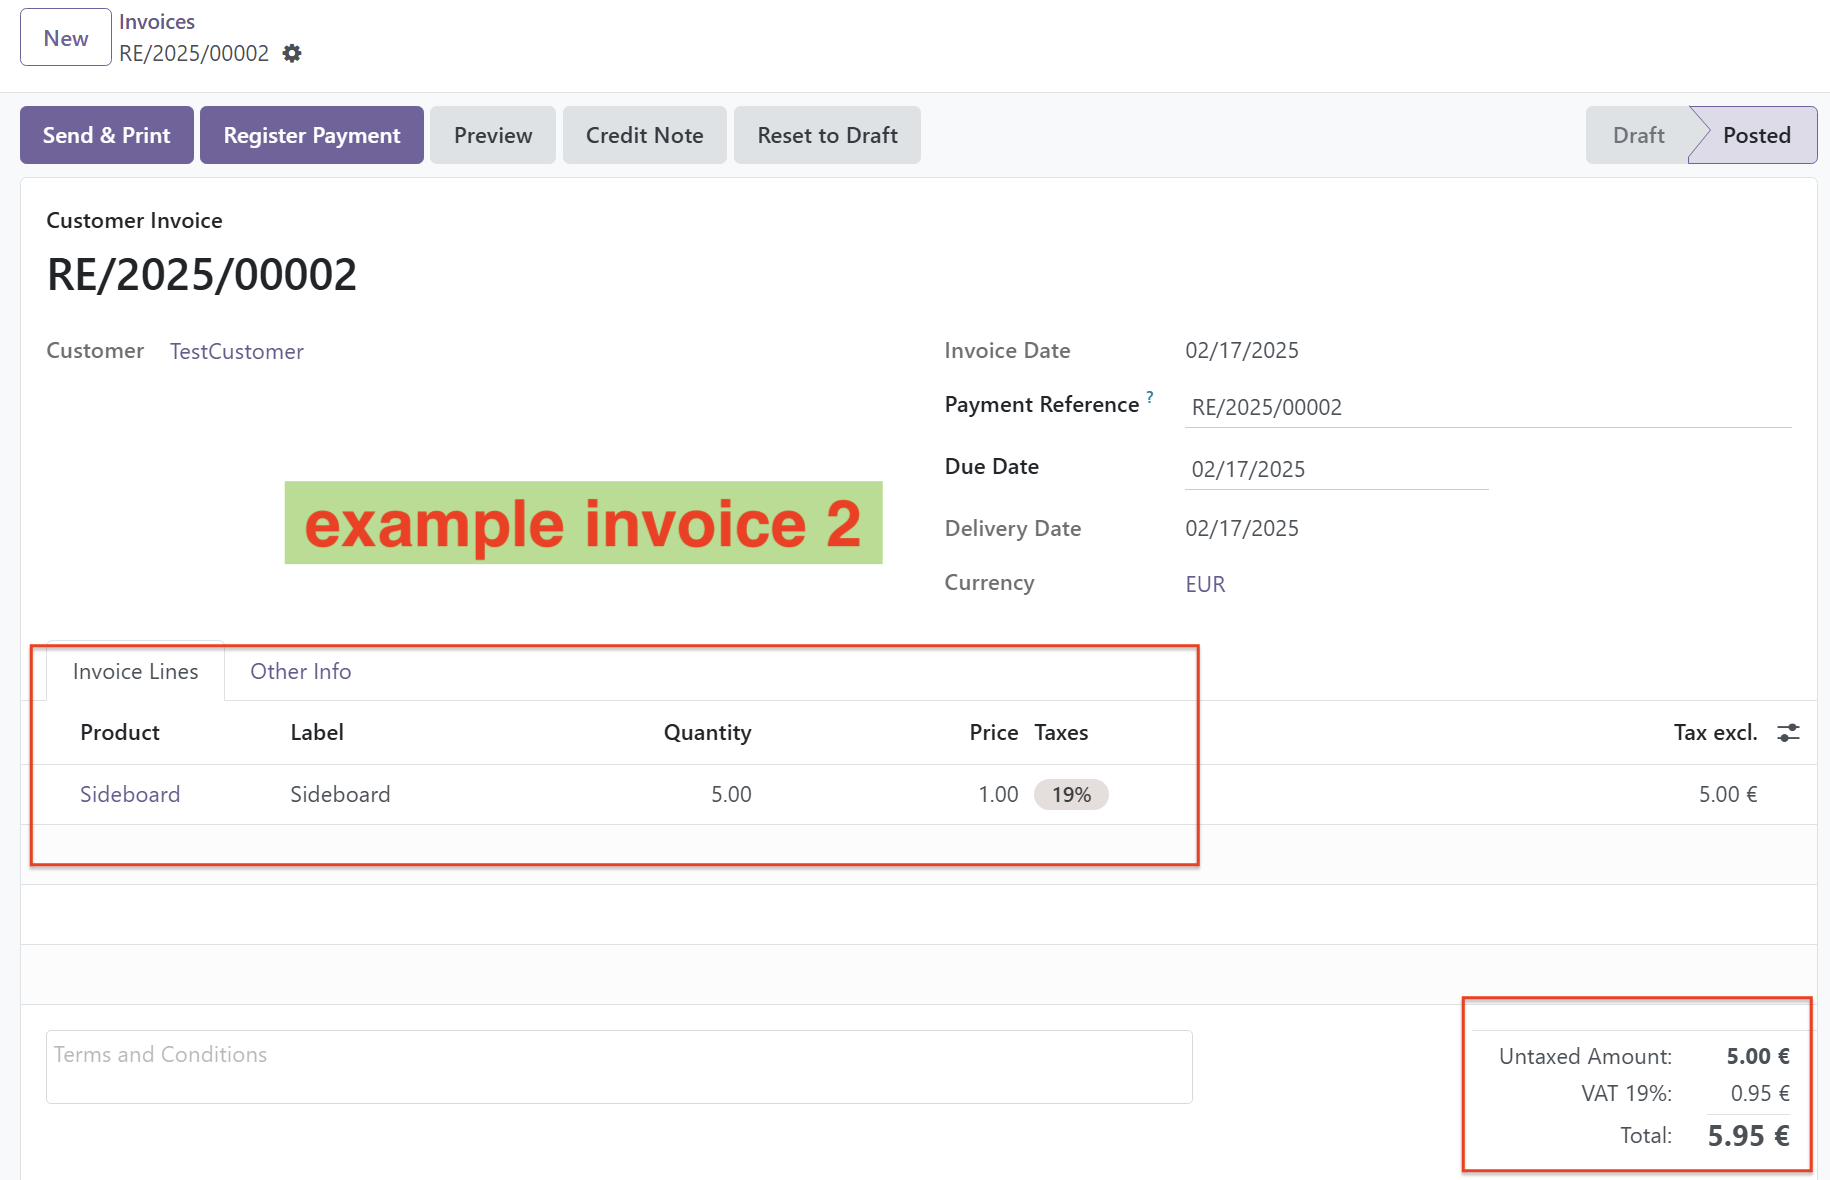 New
Invoices
RE/2025/00002
Send & Print
Register Payment
Preview
Credit Note
Reset to Draft
Draft
Posted
Customer Invoice
RE/2025/00002
Customer TestCustomer
Invoice Date 02/17/2025
Payment Reference ? RE/2025/00002
Due Date 02/17/2025
example invoice 2
Delivery Date 02/17/2025
Currency EUR
Invoice Lines Other Info
Product Label Quantity Price Taxes Tax excl.
Sideboard Sideboard 5.00 1.00 19% 5.00 €
Terms and Conditions
Untaxed Amount: 5.00 €
VAT 19%: 0.95 €
Total: 5.95 €